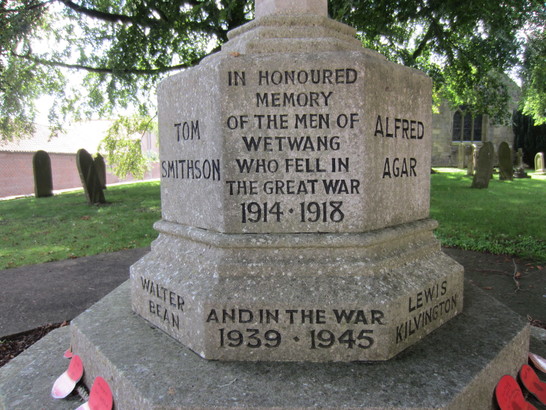 IN HONOURED
MEMORY
OF THE MEN OF
WETWANG
WHO FELL IN
THE GREAT WAR
1914 · 1918
TOM
SMITHSON
ALFRED
AGAR
WALTER
BEAN
AND IN THE WAR
1939 · 1945
LEWIS
KILVINGTON